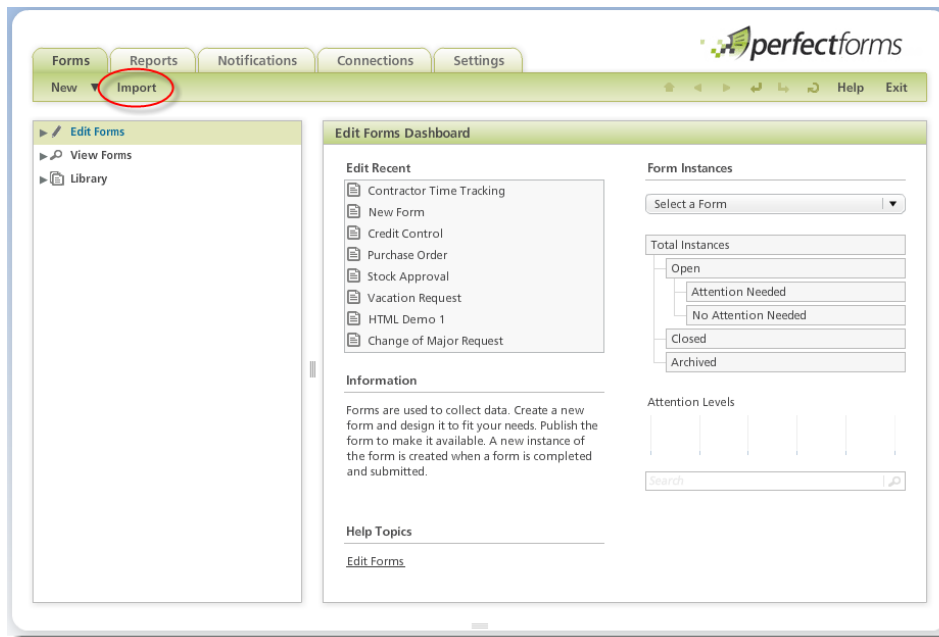 perfectforms
Forms
Reports
Notifications
Connections
Settings
New
Import
Help
Exit
Edit Forms
View Forms
Library
Edit Forms Dashboard
Edit Recent
Contractor Time Tracking
New Form
Credit Control
Purchase Order
Stock Approval
Vacation Request
HTML Demo 1
Change of Major Request
Information
Forms are used to collect data. Create a new
form and design it to fit your needs. Publish the
form to make it available. A new instance of
the form is created when a form is completed
and submitted.
Help Topics
Edit Forms
Form Instances
Select a Form
Total Instances
Open
Attention Needed
No Attention Needed
Closed
Archived
Attention Levels
Search